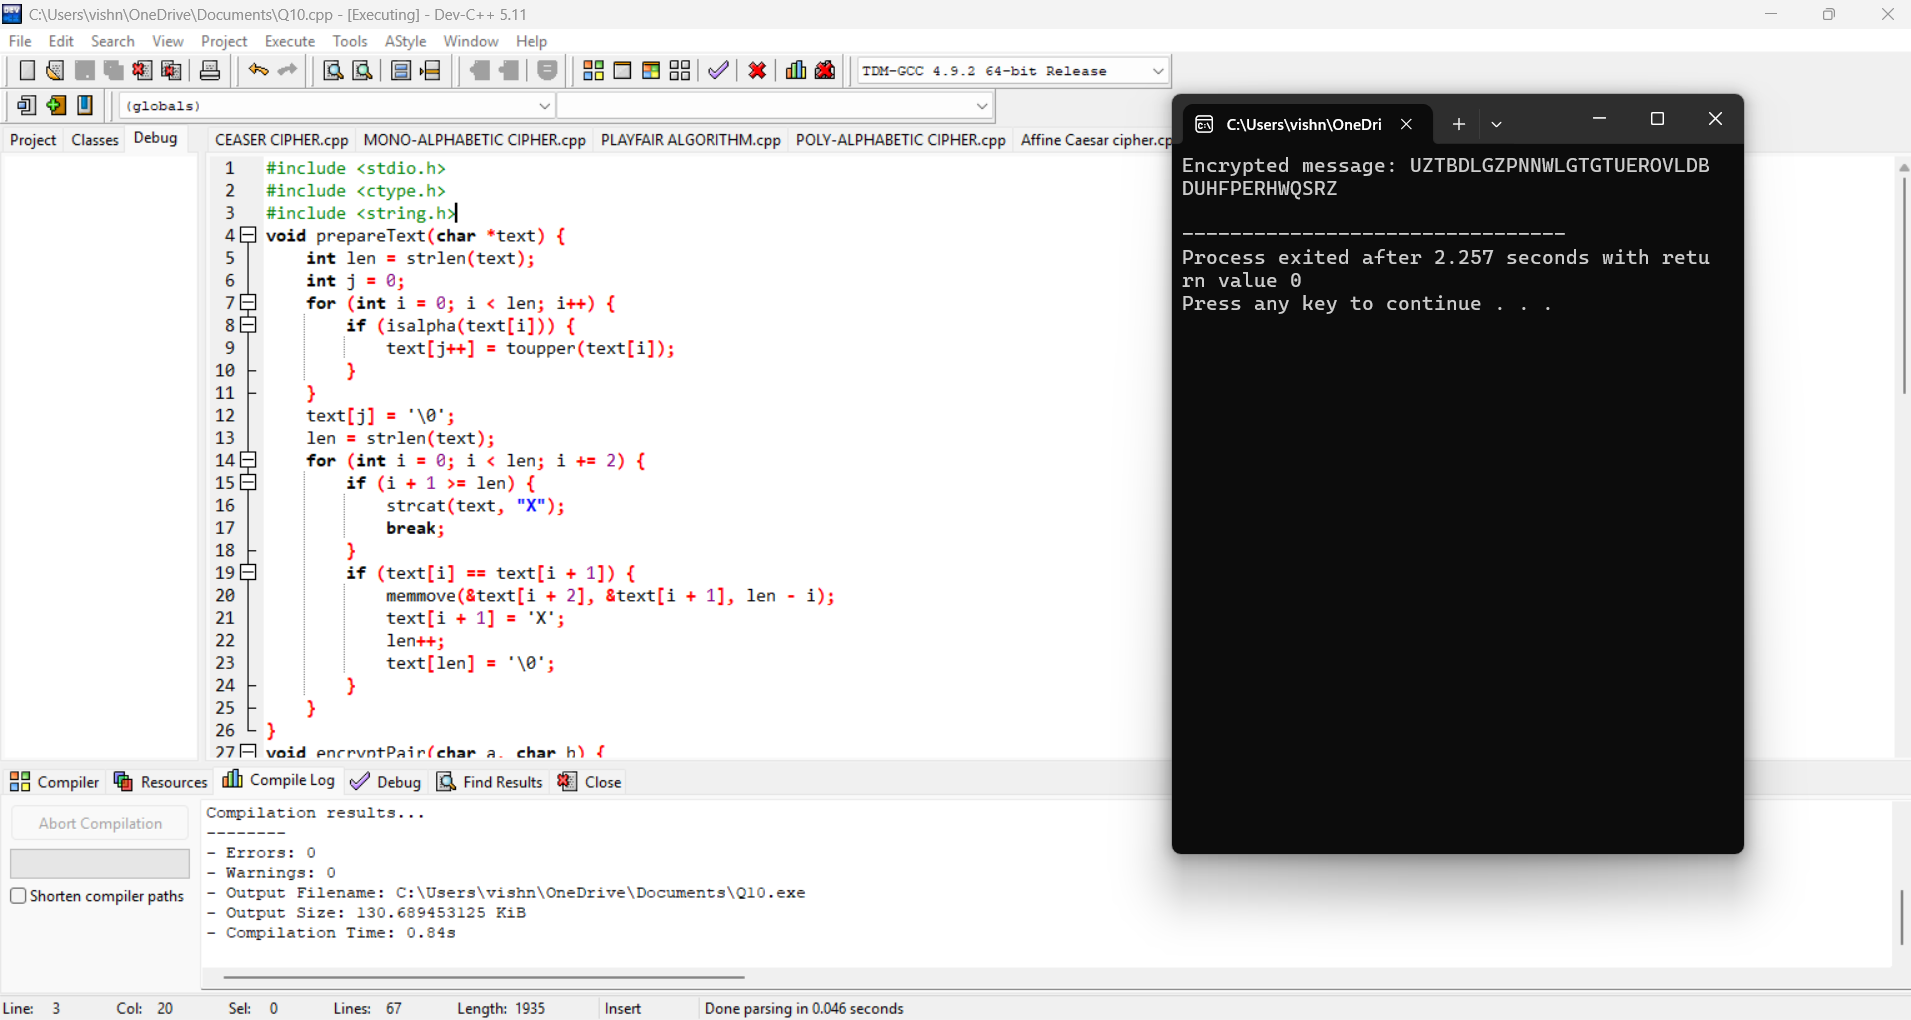 C:\Users\vishn\OneDrive\Documents\Q10.cpp - [Executing] - Dev-C++ 5.11
File Edit Search View Project Execute Tools AStyle Window Help
TDM-GCC 4.9.2 64-bit Release
(globals)
Project Classes Debug
CEASER CIPHER.cpp MONO-ALPHABETIC CIPHER.cpp PLAYFAIR ALGORITHM.cpp POLY-ALPHABETIC CIPHER.cpp Affine Caesar cipher.cp
1 #include <stdio.h>
2 #include <ctype.h>
3 #include <string.h>
4 void prepareText(char *text) {
5 int len = strlen(text);
6 int j = 0;
7 for (int i = 0; i < len; i++) {
8 if (isalpha(text[i])) {
9 text[j++] = toupper(text[i]);
10 }
11 }
12 text[j] = '\0';
13 len = strlen(text);
14 for (int i = 0; i < len; i += 2) {
15 if (i + 1 >= len) {
16 strcat(text, "X");
17 break;
18 }
19 if (text[i] == text[i + 1]) {
20 memmove(&text[i + 2], &text[i + 1], len - i);
21 text[i + 1] = 'X';
22 len++;
23 text[len] = '\0';
24 }
25 }
26 }
27 void encryptPair(char a, char b) {
C:\Users\vishn\OneDri
Encrypted message: UZTBDLGZPNNWLGTGTUEROVLDB
DUHFPERHWQSRZ
--------------------------------
Process exited after 2.257 seconds with retu
rn value 0
Press any key to continue . . .
Compiler Resources Compile Log Debug Find Results Close
Abort Compilation
Shorten compiler paths
Compilation results...
--------
- Errors: 0
- Warnings: 0
- Output Filename: C:\Users\vishn\OneDrive\Documents\Q10.exe
- Output Size: 130.689453125 KiB
- Compilation Time: 0.84s
Line: 3 Col: 20 Sel: 0 Lines: 67 Length: 1935 Insert Done parsing in 0.046 seconds